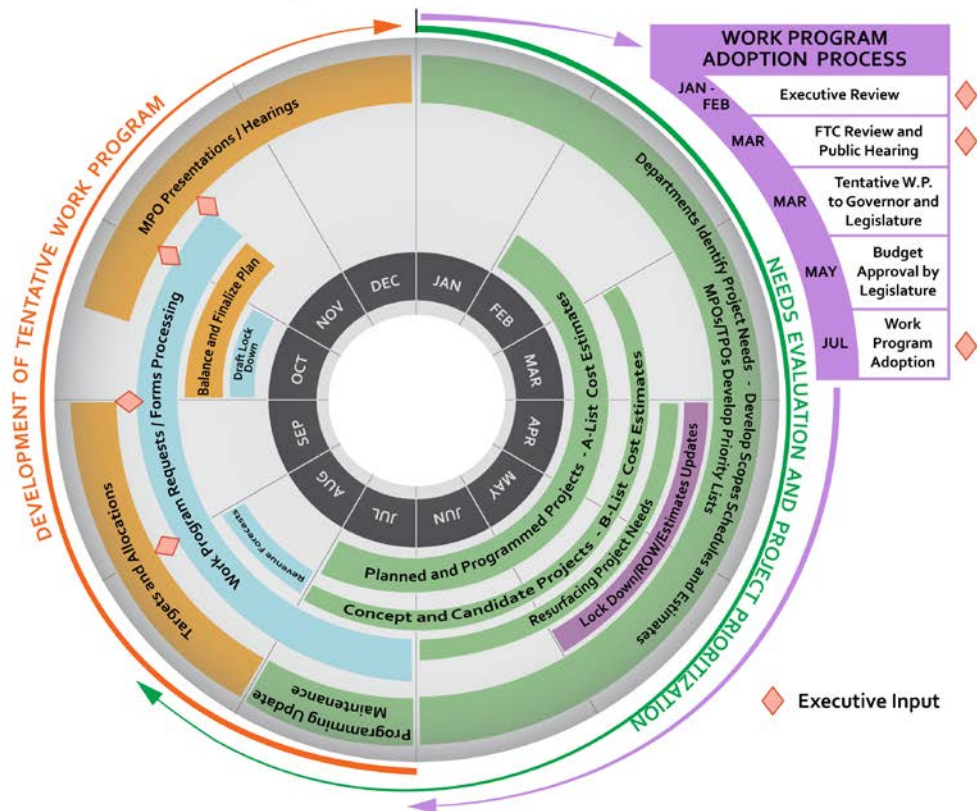 WORK PROGRAM
ADOPTION PROCESS
JAN -
FEB
Executive Review
MAR
FTC Review and
Public Hearing
MAR
Tentative W.P.
to Governor and
Legislature
MAY
Budget
Approval by
Legislature
JUL
Work
Program
Adoption
DEVELOPMENT OF TENTATIVE WORK PROGRAM
NEEDS EVALUATION AND PROJECT PRIORITIZATION
MPO Presentations / Hearings
Departments Identify Project Needs - Develop Scopes Schedules and Estimates
MPOs/TPOs Develop Priority Lists
Work Program Requests / Forms Processing
Balance and Finalize Plan
Draft Lock
Down
Targets and Allocations
Revenue Forecasts
Programming Update
Maintenance
Planned and Programmed Projects - A-List Cost Estimates
Concept and Candidate Projects - B-List Cost Estimates
Resurfacing Project Needs
Lock Down/ROW/Estimates Updates
JAN
FEB
MAR
APR
MAY
JUN
JUL
AUG
SEP
OCT
NOV
DEC
Executive Input